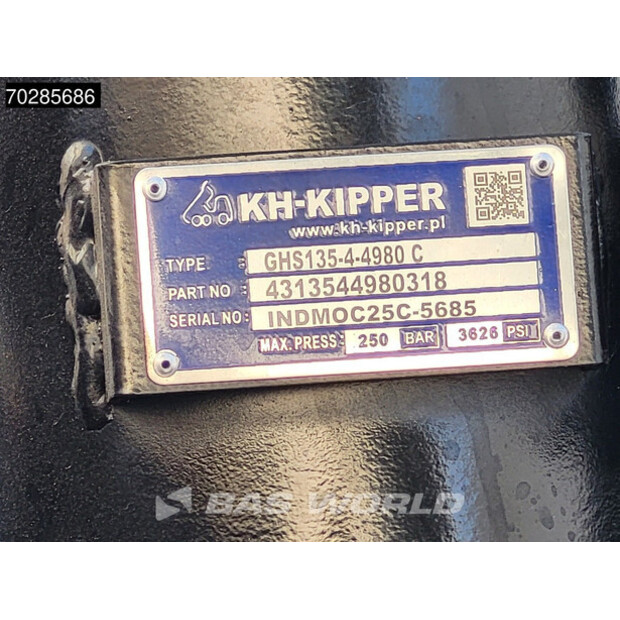 70285686
KH-KIPPER
www.kh-kipper.pl
TYPE : GHS135-4-4980 C
PART NO : 4313544980318
SERIAL NO : INDMOC25C-5685
MAX. PRESS : 250 BAR 3626 PSI
BAS WORLD